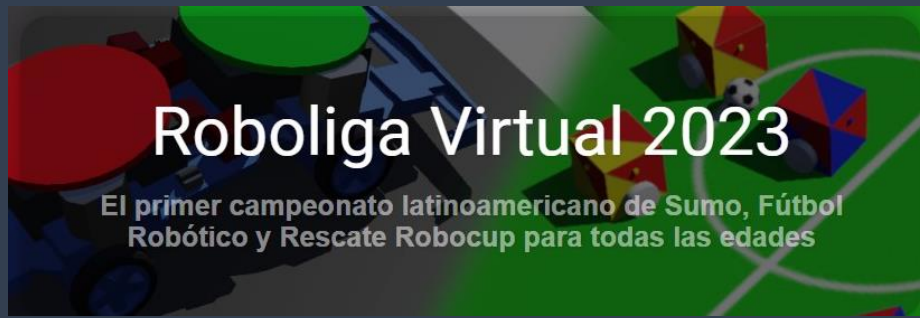 Roboliga Virtual 2023
El primer campeonato latinoamericano de Sumo, Fútbol
Robótico y Rescate Robocup para todas las edades